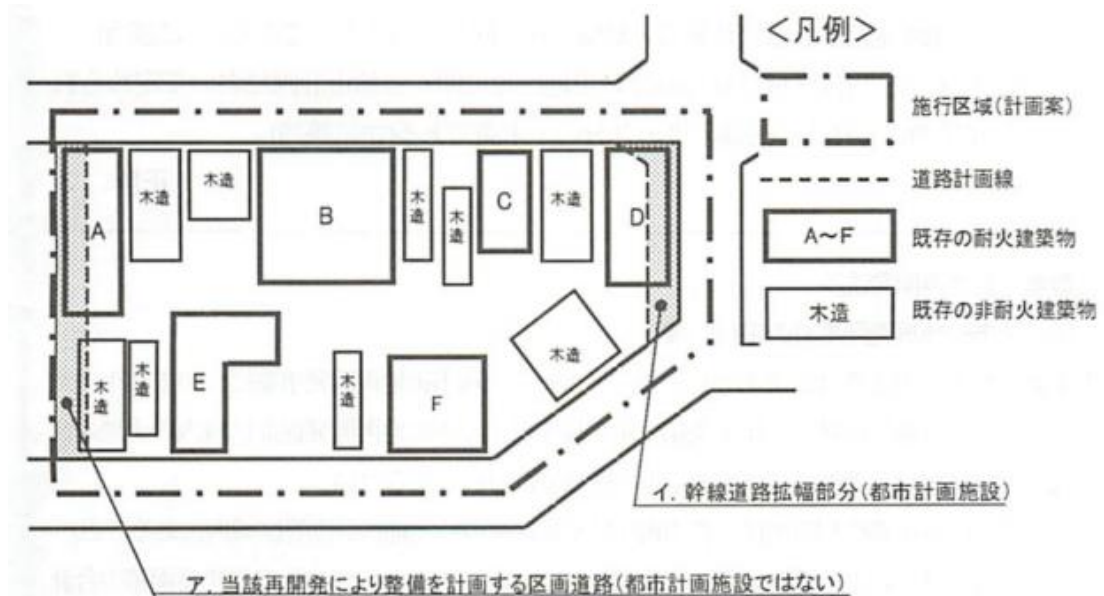 <凡例>
施行区域(計画案)
道路計画線
A~F 既存の耐火建築物
木造 既存の非耐火建築物
A
木造
木造
B
木造
木造
C
木造
D
木造
木造
E
木造
F
木造
イ. 幹線道路拡幅部分(都市計画施設)
ア. 当該再開発により整備を計画する区画道路(都市計画施設ではない)